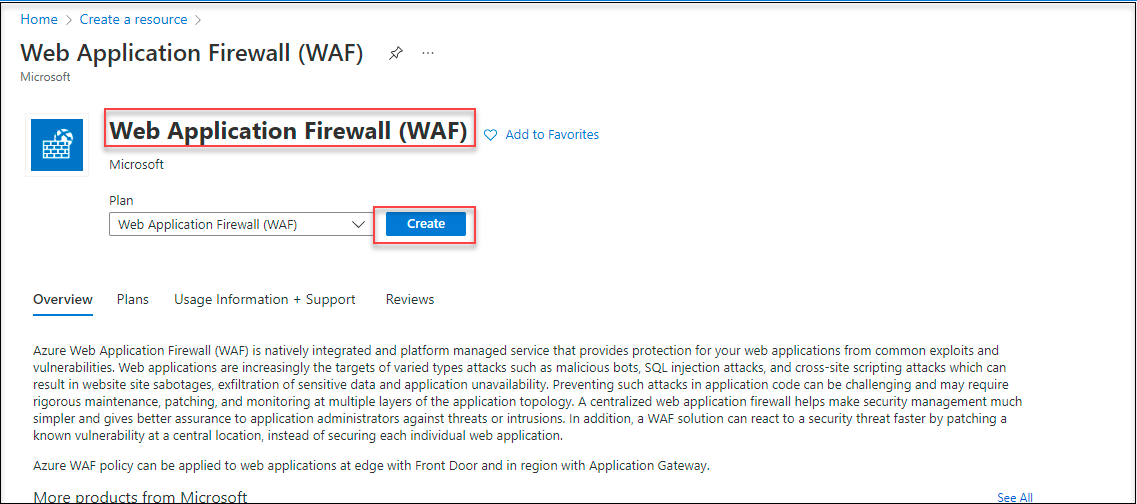 Home > Create a resource >
Web Application Firewall (WAF) ...
Microsoft
Web Application Firewall (WAF)
Add to Favorites
Microsoft
Plan
Web Application Firewall (WAF)
Create
Overview Plans Usage Information + Support Reviews
Azure Web Application Firewall (WAF) is natively integrated and platform managed service that provides protection for your web applications from common exploits and
vulnerabilities. Web applications are increasingly the targets of varied types attacks such as malicious bots, SQL injection attacks, and cross-site scripting attacks which can
result in website site sabotages, exfiltration of sensitive data and application unavailability. Preventing such attacks in application code can be challenging and may require
rigorous maintenance, patching, and monitoring at multiple layers of the application topology. A centralized web application firewall helps make security management much
simpler and gives better assurance to application administrators against threats or intrusions. In addition, a WAF solution can react to a security threat faster by patching a
known vulnerability at a central location, instead of securing each individual web application.
Azure WAF policy can be applied to web applications at edge with Front Door and in region with Application Gateway.
More products from Microsoft
See All